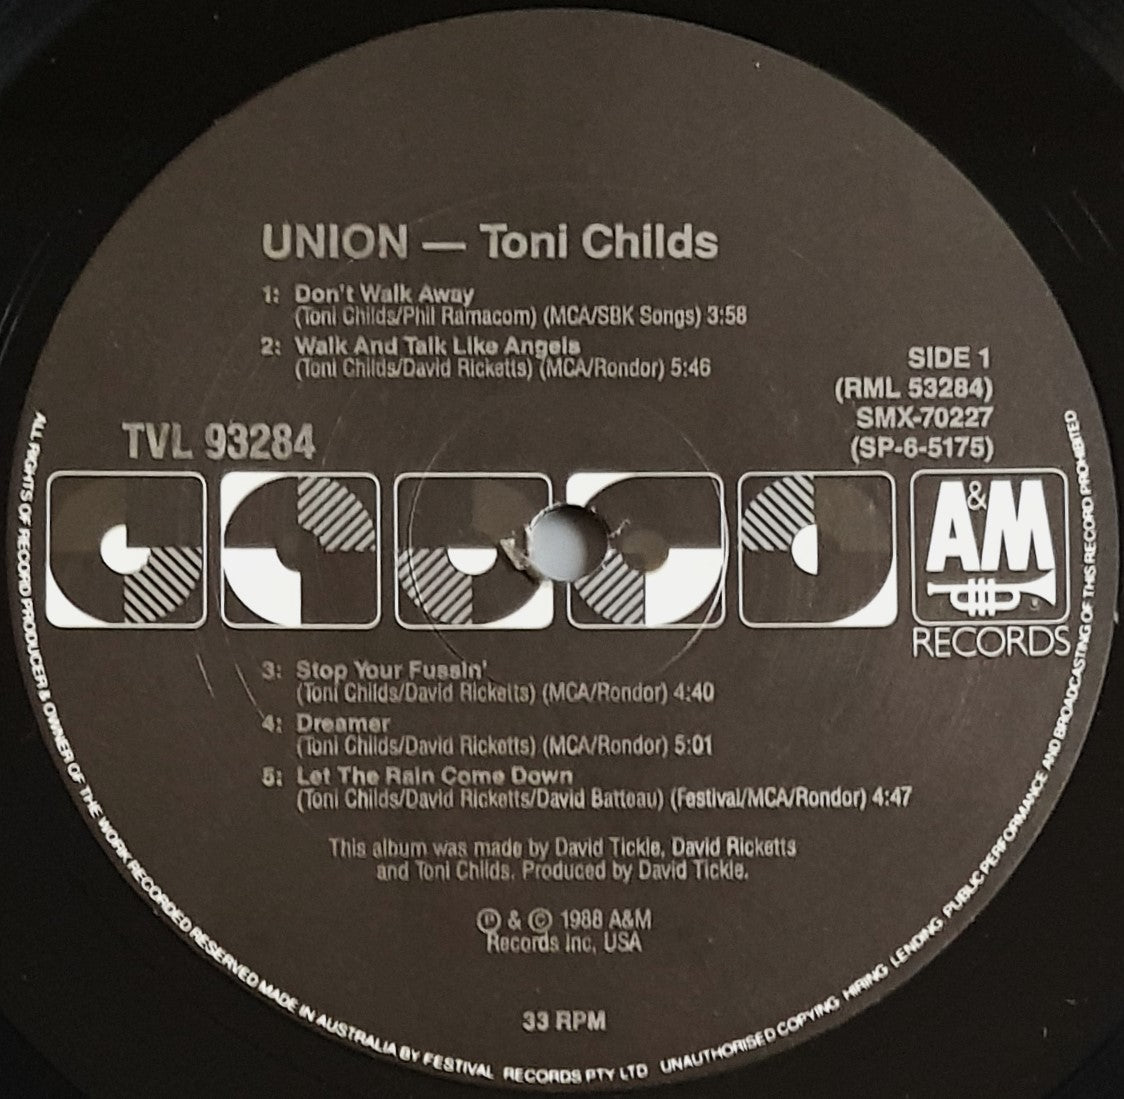 UNION — Toni Childs
1: Don't Walk Away
(Toni Childs/Phil Ramacom) (MCA/SBK Songs) 3:58
2: Walk And Talk Like Angels
(Toni Childs/David Ricketts) (MCA/Rondor) 5:46
SIDE 1
(RML 53284)
SMX-70227
(SP-6-5175)
TVL 93284
A&M
RECORDS
3: Stop Your Fussin'
(Toni Childs/David Ricketts) (MCA/Rondor) 4:40
4: Dreamer
(Toni Childs/David Ricketts) (MCA/Rondor) 5:01
5: Let The Rain Come Down
(Toni Childs/David Ricketts/David Batteau) (Festival/MCA/Rondor) 4:47
This album was made by David Tickle, David Ricketts
and Toni Childs. Produced by David Tickle.
℗ & © 1988 A&M
Records Inc, USA
33 RPM
ALL RIGHTS OF RECORD PRODUCER & OWNER OF THE WORK RECORDED RESERVED MADE IN AUSTRALIA BY FESTIVAL RECORDS PTY LTD UNAUTHORISED COPYING HIRING LENDING PUBLIC PERFORMANCE AND BROADCASTING OF THIS RECORD PROHIBITED